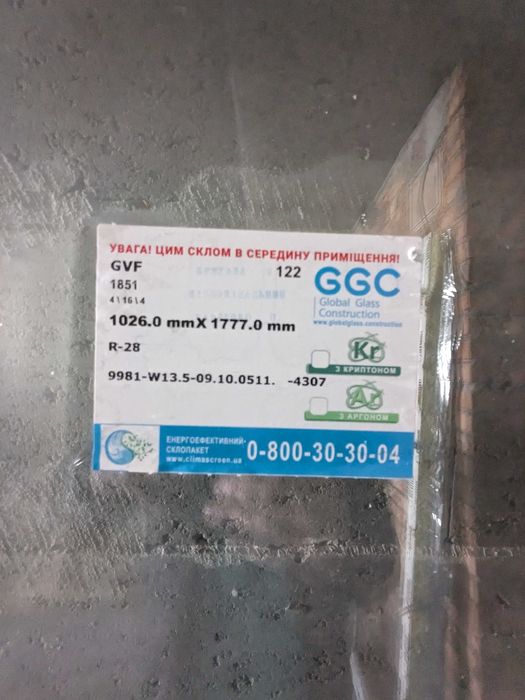 УВАГА! ЦИМ СКЛОМ В СЕРЕДИНУ ПРИМІЩЕННЯ!
GVF 122
1851
4\16\4
GGC
Global Glass
Construction
www.globalglass.construction
1026.0 mmX 1777.0 mm
R-28
Kr
З КРИПТОНОМ
9981-W13.5-09.10.0511. -4307
Ar
З АРГОНОМ
ЕНЕРГОЕФЕКТИВНИЙ
СКЛОПАКЕТ
www.climascreen.ua
0-800-30-30-04